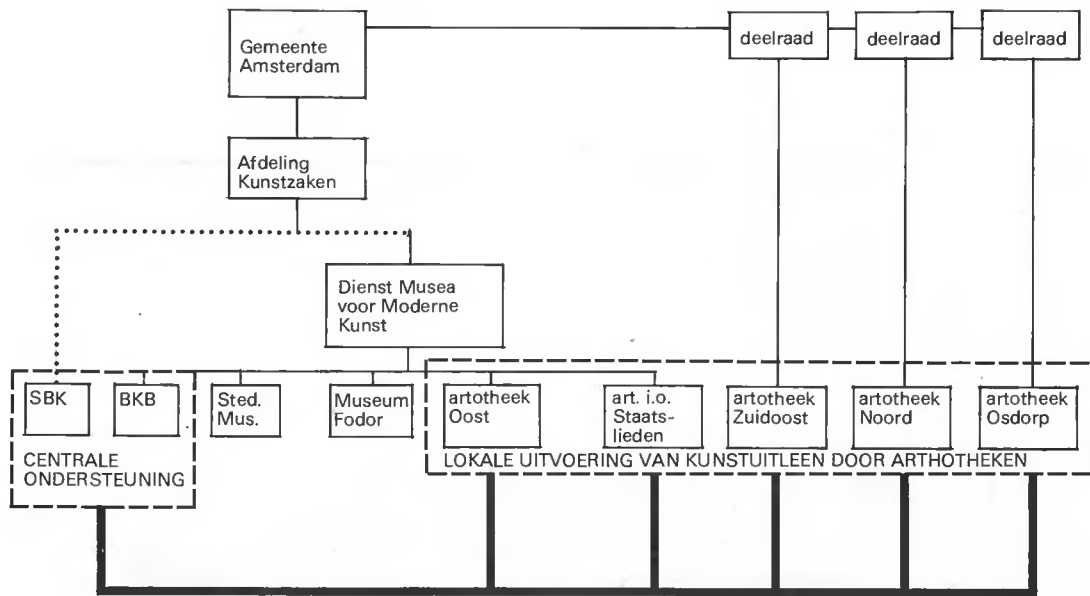 Gemeente
Amsterdam
deelraad
deelraad
deelraad
Afdeling
Kunstzaken
Dienst Musea
voor Moderne
Kunst
SBK
BKB
Sted.
Mus.
Museum
Fodor
artotheek
Oost
art. i.o.
Staats-
lieden
artotheek
Zuidoost
artotheek
Noord
artotheek
Osdorp
CENTRALE
ONDERSTEUNING
LOKALE UITVOERING VAN KUNSTUITLEEN DOOR ARTHOTHEKEN